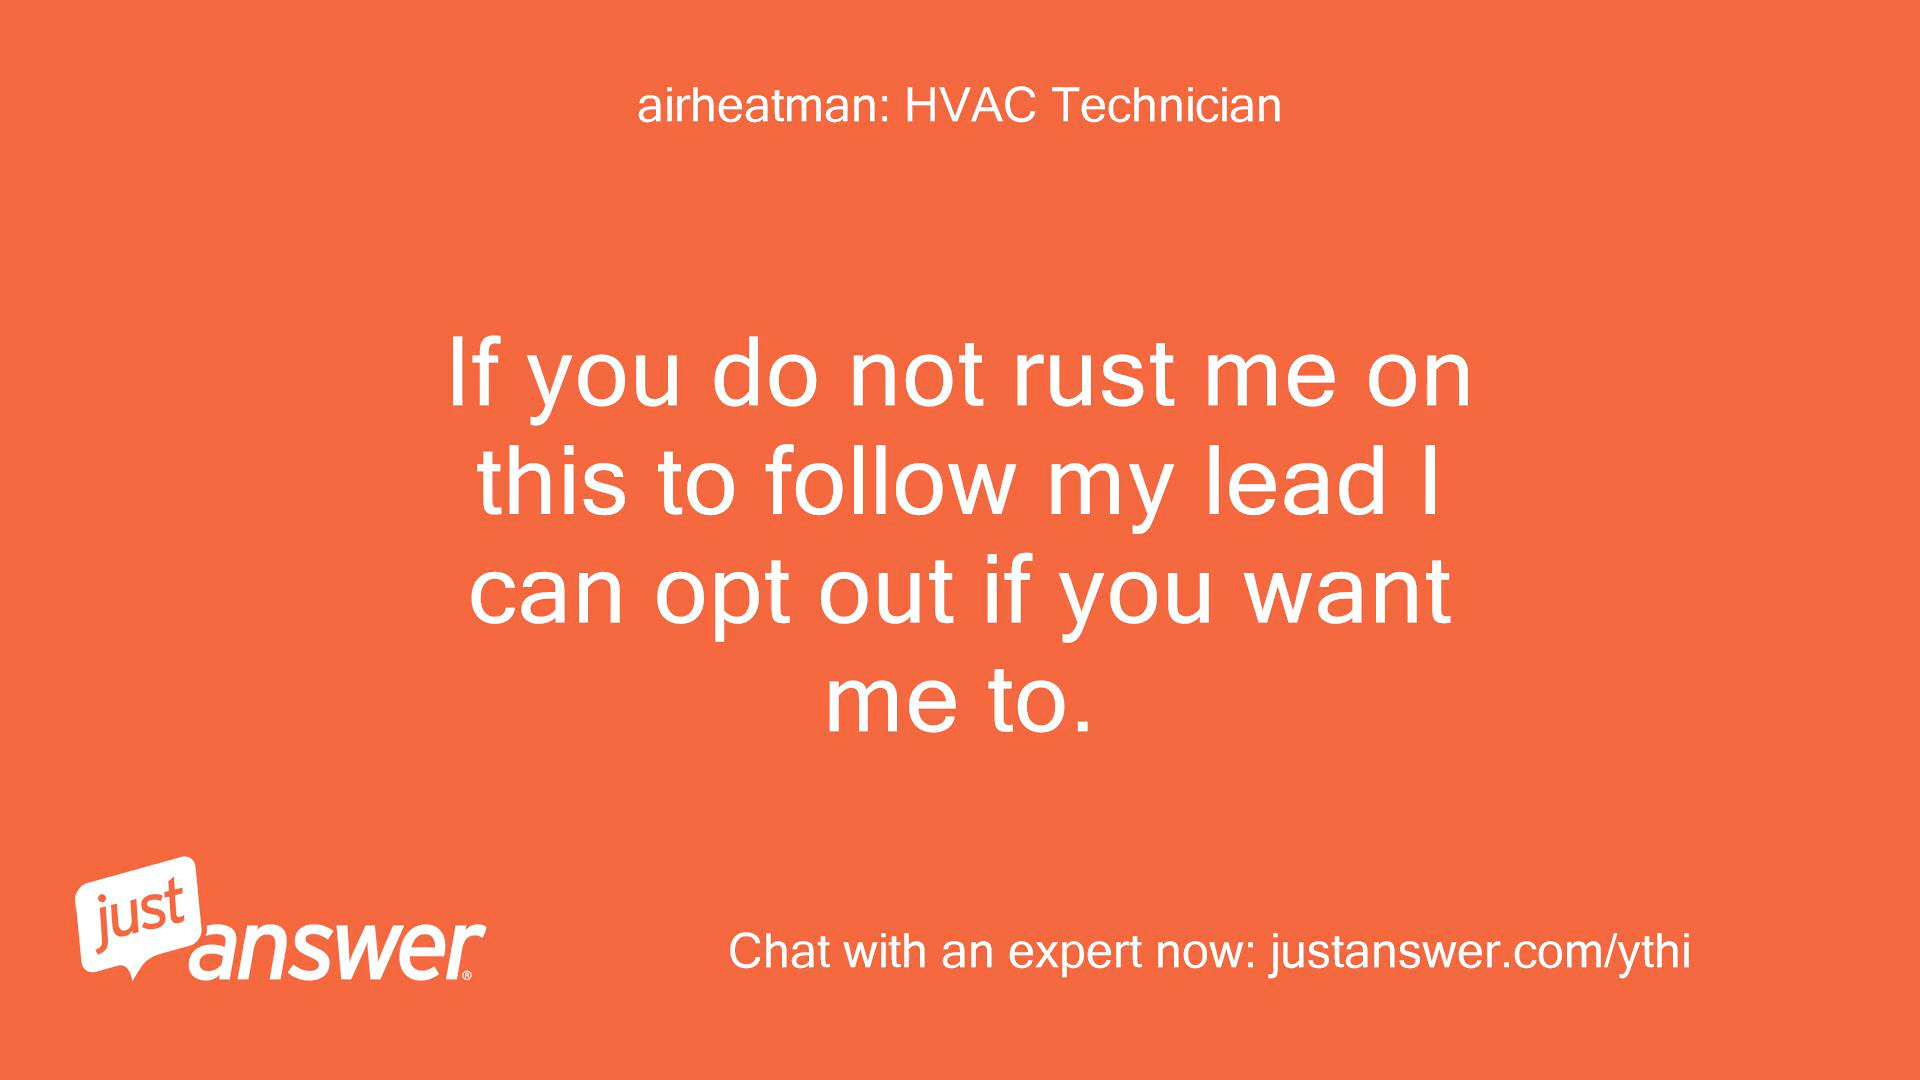 airheatman: HVAC Technician
If you do not rust me on
this to follow my lead I
can opt out if you want
me to.
just
answer®
Chat with an expert now: justanswer.com/ythi